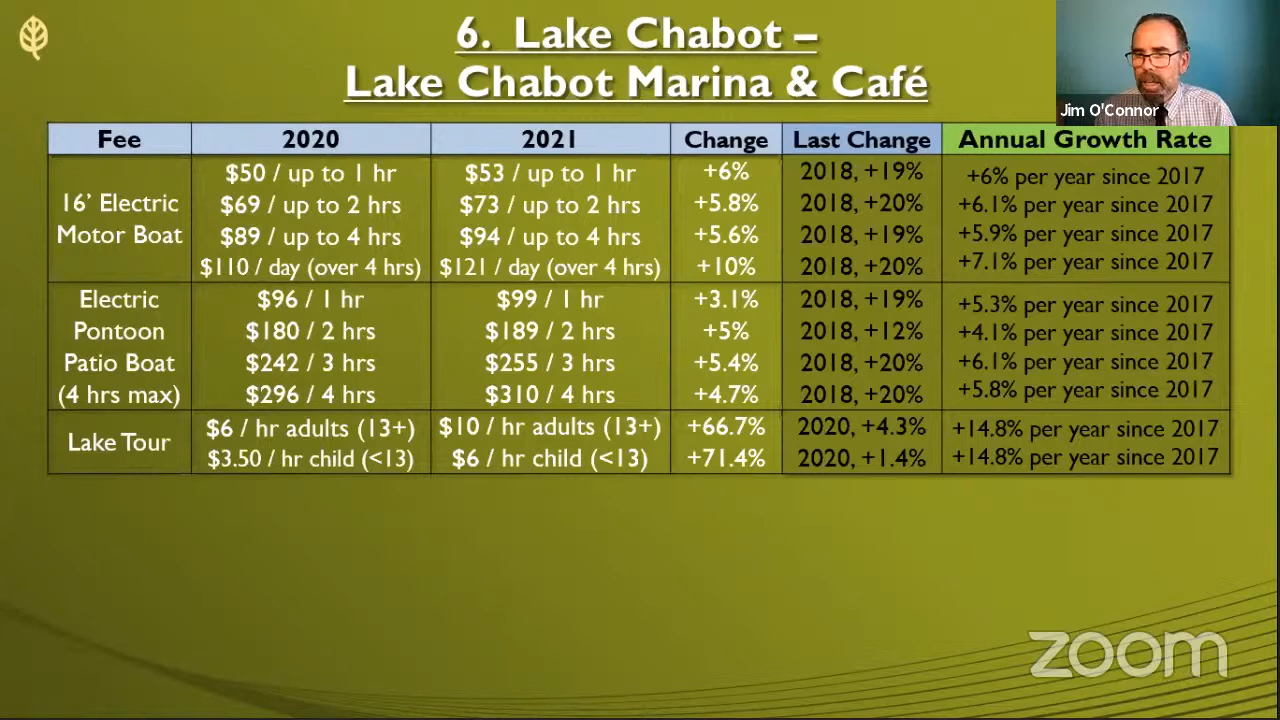 6. Lake Chabot –
Lake Chabot Marina & Café
Jim O'Connor
Fee 2020 2021 Change Last Change Annual Growth Rate
16’ Electric Motor Boat
$50 / up to 1 hr $53 / up to 1 hr +6% 2018, +19% +6% per year since 2017
$69 / up to 2 hrs $73 / up to 2 hrs +5.8% 2018, +20% +6.1% per year since 2017
$89 / up to 4 hrs $94 / up to 4 hrs +5.6% 2018, +19% +5.9% per year since 2017
$110 / day (over 4 hrs) $121 / day (over 4 hrs) +10% 2018, +20% +7.1% per year since 2017
Electric $96 / 1 hr $99 / 1 hr +3.1% 2018, +19% +5.3% per year since 2017
Pontoon $180 / 2 hrs $189 / 2 hrs +5% 2018, +12% +4.1% per year since 2017
Patio Boat $242 / 3 hrs $255 / 3 hrs +5.4% 2018, +20% +6.1% per year since 2017
(4 hrs max) $296 / 4 hrs $310 / 4 hrs +4.7% 2018, +20% +5.8% per year since 2017
Lake Tour
$6 / hr adults (13+) $10 / hr adults (13+) +66.7% 2020, +4.3% +14.8% per year since 2017
$3.50 / hr child (<13) $6 / hr child (<13) +71.4% 2020, +1.4% +14.8% per year since 2017
zoom